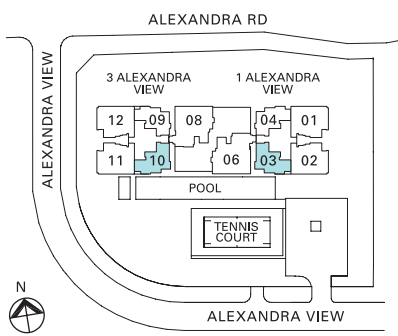 ALEXANDRA RD
ALEXANDRA VIEW
3 ALEXANDRA
VIEW
1 ALEXANDRA
VIEW
12
09
08
04
01
11
10
06
03
02
POOL
TENNIS
COURT
N
ALEXANDRA VIEW